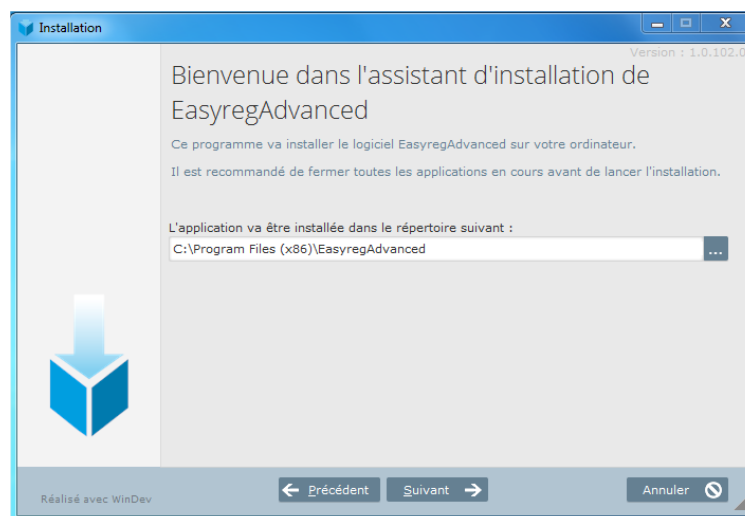 Installation
Version : 1.0.102.0
Bienvenue dans l'assistant d'installation de
EasyregAdvanced
Ce programme va installer le logiciel EasyregAdvanced sur votre ordinateur.
Il est recommandé de fermer toutes les applications en cours avant de lancer l'installation.
L'application va être installée dans le répertoire suivant :
C:\Program Files (x86)\EasyregAdvanced
...
Réalisé avec WinDev
Précédent
Suivant
Annuler